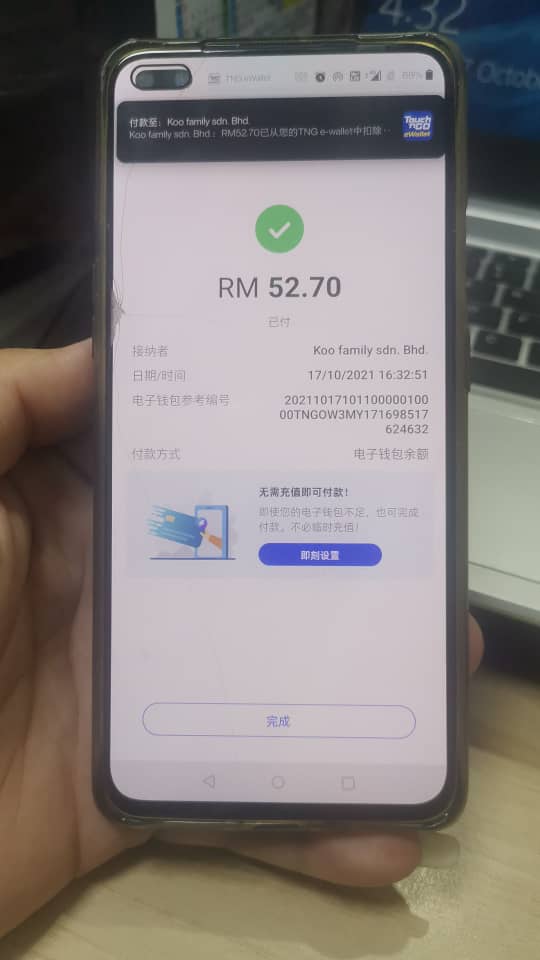 4:32
7 October
TNG eWallet
69%
付款至：Koo family sdn. Bhd.
Koo family sdn. Bhd.：RM52.70已从您的TNG e-wallet中扣除··
Touch
'nGO
eWallet
RM 52.70
已付
接纳者 Koo family sdn. Bhd.
日期/时间 17/10/2021 16:32:51
电子钱包参考编号 20211017101100000100
00TNGOW3MY171698517
624632
付款方式 电子钱包余额
无需充值即可付款！
即使您的电子钱包不足，也可完成
付款。不必临时充值！
即刻设置
完成